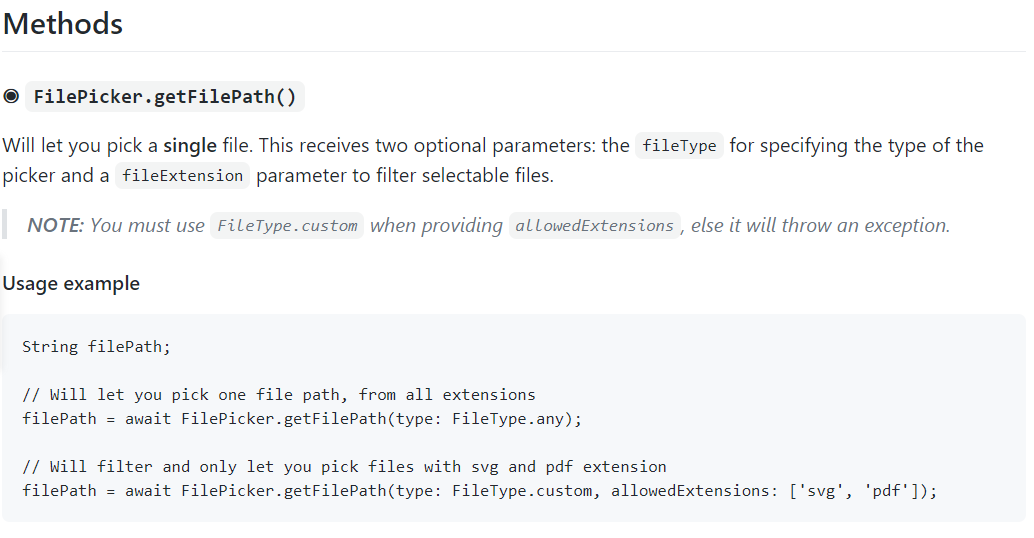 Methods
FilePicker.getFilePath()
Will let you pick a single file. This receives two optional parameters: the fileType for specifying the type of the
picker and a fileExtension parameter to filter selectable files.
NOTE: You must use FileType.custom when providing allowedExtensions, else it will throw an exception.
Usage example
String filePath;
// Will let you pick one file path, from all extensions
filePath = await FilePicker.getFilePath(type: FileType.any);
// Will filter and only let you pick files with svg and pdf extension
filePath = await FilePicker.getFilePath(type: FileType.custom, allowedExtensions: ['svg', 'pdf']);